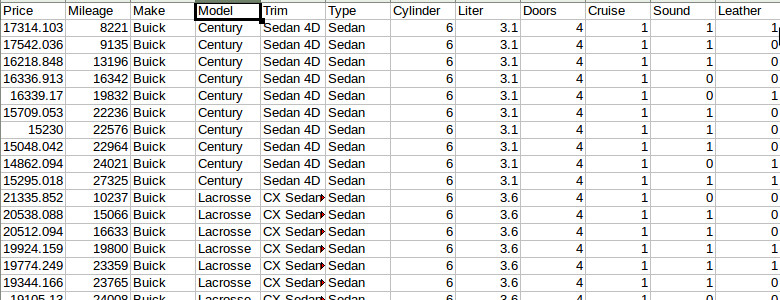 Price Mileage Make Model Trim Type Cylinder Liter Doors Cruise Sound Leather
17314.103 8221 Buick Century Sedan 4D Sedan 6 3.1 4 1 1 1
17542.036 9135 Buick Century Sedan 4D Sedan 6 3.1 4 1 1 0
16218.848 13196 Buick Century Sedan 4D Sedan 6 3.1 4 1 1 0
16336.913 16342 Buick Century Sedan 4D Sedan 6 3.1 4 1 0 0
16339.17 19832 Buick Century Sedan 4D Sedan 6 3.1 4 1 0 1
15709.053 22236 Buick Century Sedan 4D Sedan 6 3.1 4 1 1 0
15230 22576 Buick Century Sedan 4D Sedan 6 3.1 4 1 1 0
15048.042 22964 Buick Century Sedan 4D Sedan 6 3.1 4 1 1 0
14862.094 24021 Buick Century Sedan 4D Sedan 6 3.1 4 1 0 1
15295.018 27325 Buick Century Sedan 4D Sedan 6 3.1 4 1 1 1
21335.852 10237 Buick Lacrosse CX Sedan Sedan 6 3.6 4 1 0 0
20538.088 15066 Buick Lacrosse CX Sedan Sedan 6 3.6 4 1 1 0
20512.094 16633 Buick Lacrosse CX Sedan Sedan 6 3.6 4 1 1 0
19924.159 19800 Buick Lacrosse CX Sedan Sedan 6 3.6 4 1 1 1
19774.249 23359 Buick Lacrosse CX Sedan Sedan 6 3.6 4 1 1 1
19344.166 23765 Buick Lacrosse CX Sedan Sedan 6 3.6 4 1 1 0
19105.13 24008 Buick Lacrosse CX Sedan Sedan 6 3.6 4 1 0 0